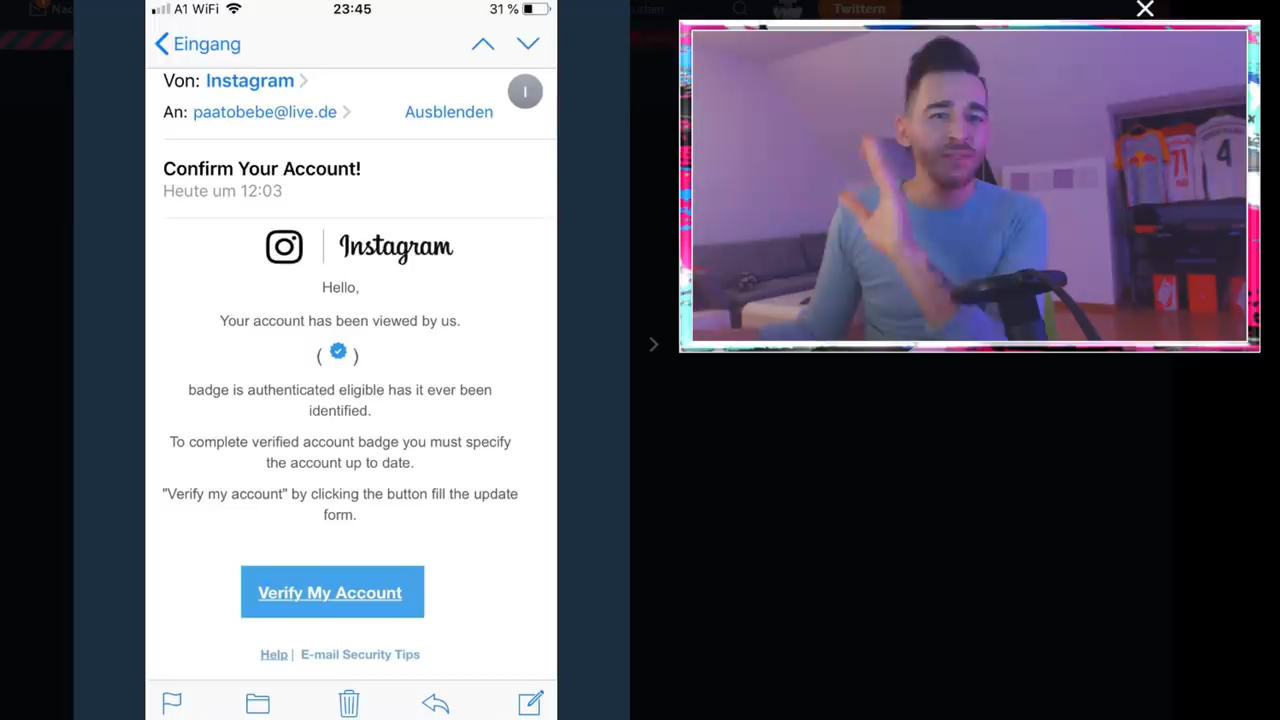 A1 WiFi
23:45
31 %
Eingang
Von: Instagram
I
An: paatobebe@live.de
Ausblenden
Confirm Your Account!
Heute um 12:03
Instagram
Hello,
Your account has been viewed by us.
( )
badge is authenticated eligible has it ever been
identified.
To complete verified account badge you must specify
the account up to date.
"Verify my account" by clicking the button fill the update
form.
Verify My Account
Help | E-mail Security Tips
Twittern
4